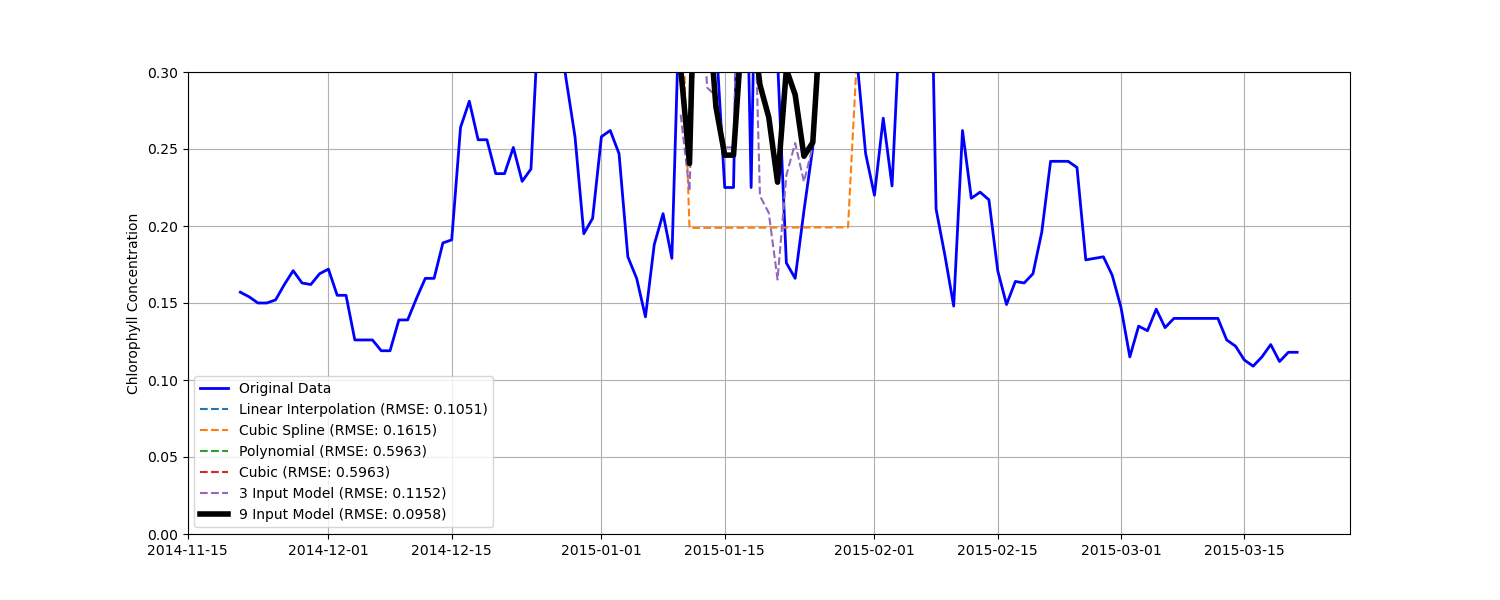 Chlorophyll Concentration
0.30
0.25
0.20
0.15
0.10
0.05
0.00
Original Data
Linear Interpolation (RMSE: 0.1051)
Cubic Spline (RMSE: 0.1615)
Polynomial (RMSE: 0.5963)
Cubic (RMSE: 0.5963)
3 Input Model (RMSE: 0.1152)
9 Input Model (RMSE: 0.0958)
2014-11-15 2014-12-01 2014-12-15 2015-01-01 2015-01-15 2015-02-01 2015-02-15 2015-03-01 2015-03-15